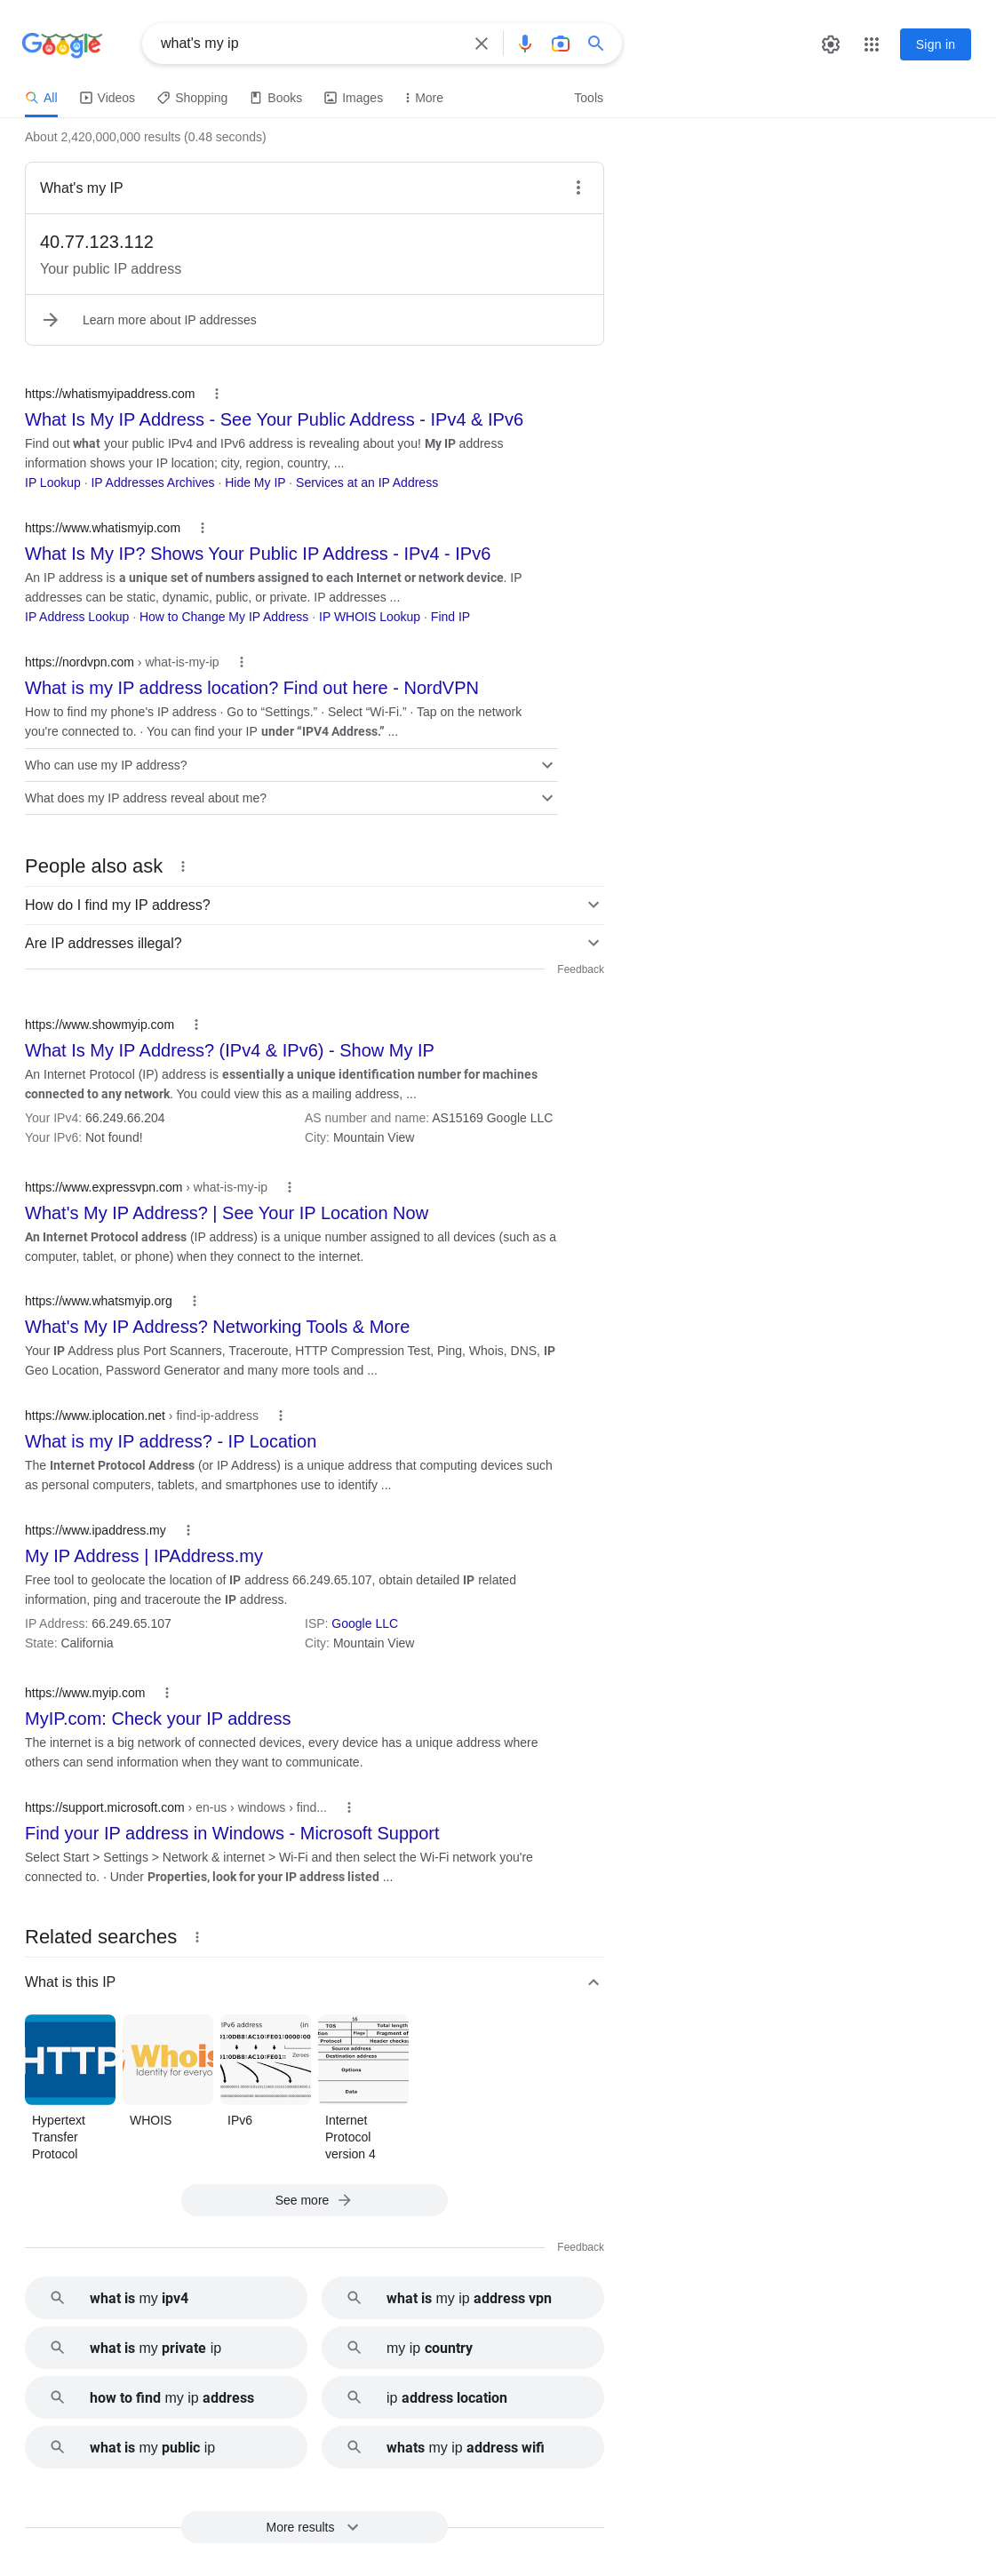 Google
what's my ip
Sign in
All
Videos
Shopping
Books
Images
More
Tools
About 2,420,000,000 results (0.48 seconds)
What's my IP
40.77.123.112
Your public IP address
Learn more about IP addresses
https://whatismyipaddress.com
What Is My IP Address - See Your Public Address - IPv4 & IPv6
Find out what your public IPv4 and IPv6 address is revealing about you! My IP address
information shows your IP location; city, region, country, ...
IP Lookup · IP Addresses Archives · Hide My IP · Services at an IP Address
https://www.whatismyip.com
What Is My IP? Shows Your Public IP Address - IPv4 - IPv6
An IP address is a unique set of numbers assigned to each Internet or network device. IP
addresses can be static, dynamic, public, or private. IP addresses ...
IP Address Lookup · How to Change My IP Address · IP WHOIS Lookup · Find IP
https://nordvpn.com › what-is-my-ip
What is my IP address location? Find out here - NordVPN
How to find my phone's IP address · Go to “Settings.” · Select “Wi-Fi.” · Tap on the network
you're connected to. · You can find your IP under “IPV4 Address.” ...
Who can use my IP address?
What does my IP address reveal about me?
People also ask
How do I find my IP address?
Are IP addresses illegal?
Feedback
https://www.showmyip.com
What Is My IP Address? (IPv4 & IPv6) - Show My IP
An Internet Protocol (IP) address is essentially a unique identification number for machines
connected to any network. You could view this as a mailing address, ...
Your IPv4: 66.249.66.204
AS number and name: AS15169 Google LLC
Your IPv6: Not found!
City: Mountain View
https://www.expressvpn.com › what-is-my-ip
What's My IP Address? | See Your IP Location Now
An Internet Protocol address (IP address) is a unique number assigned to all devices (such as a
computer, tablet, or phone) when they connect to the internet.
https://www.whatsmyip.org
What's My IP Address? Networking Tools & More
Your IP Address plus Port Scanners, Traceroute, HTTP Compression Test, Ping, Whois, DNS, IP
Geo Location, Password Generator and many more tools and ...
https://www.iplocation.net › find-ip-address
What is my IP address? - IP Location
The Internet Protocol Address (or IP Address) is a unique address that computing devices such
as personal computers, tablets, and smartphones use to identify ...
https://www.ipaddress.my
My IP Address | IPAddress.my
Free tool to geolocate the location of IP address 66.249.65.107, obtain detailed IP related
information, ping and traceroute the IP address.
IP Address: 66.249.65.107
ISP: Google LLC
State: California
City: Mountain View
https://www.myip.com
MyIP.com: Check your IP address
The internet is a big network of connected devices, every device has a unique address where
others can send information when they want to communicate.
https://support.microsoft.com › en-us › windows › find...
Find your IP address in Windows - Microsoft Support
Select Start > Settings > Network & internet > Wi-Fi and then select the Wi-Fi network you're
connected to. · Under Properties, look for your IP address listed ...
Related searches
What is this IP
HTTP
Whois
Identity for everyo
IPv6 address (in
01:0DB8:AC10:FE01:0000:00
01:0DB8:AC10:FE01::
Zeroes
16
TOS
Total length
Flags
Fragment of
Protocol
Header checksu
Source address
Destination address
Options
Data
Hypertext
Transfer
Protocol
WHOIS
IPv6
Internet
Protocol
version 4
See more
Feedback
what is my ipv4
what is my ip address vpn
what is my private ip
my ip country
how to find my ip address
ip address location
what is my public ip
whats my ip address wifi
More results